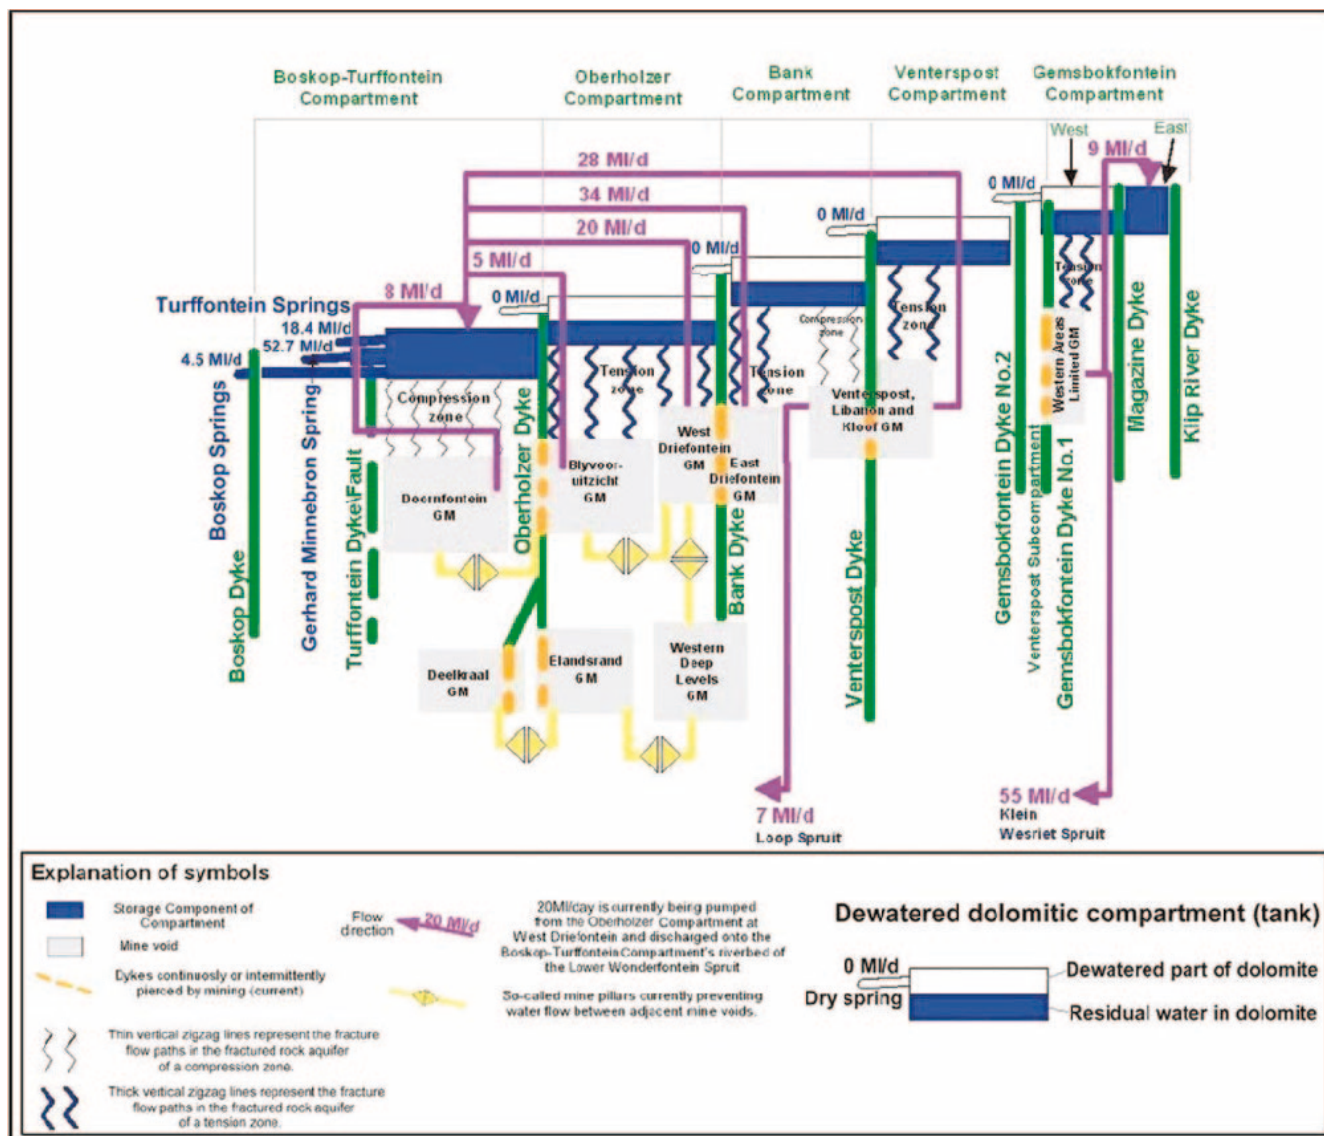 Boskop-Turffontein
Compartment
Oberholzer
Compartment
Bank
Compartment
Venterspost
Compartment
Gemsbokfontein
Compartment
West
East
28 Ml/d
9 Ml/d
34 Ml/d
0 Ml/d
20 Ml/d
0 Ml/d
0 Ml/d
5 Ml/d
8 Ml/d
0 Ml/d
Turffontein Springs
18.4 Ml/d
52.7 Ml/d
4.5 Ml/d
Compression
zone
Tension
zone
Tension
zone
Compression
zone
Tension
zone
Tension
zone
Boskop Springs
Boskop Dyke
Gerhard Minnebron Spring
Turffontein Dyke\Fault
Oberholzer Dyke
Bank Dyke
Venterspost Dyke
Gemsbokfontein Dyke No.2
Venterspost Subcompartment
Gemsbokfontein Dyke No.1
Western Areas
Limited GM
Magazine Dyke
Klip River Dyke
Doornfontein
GM
Blyvoor-
uitzicht
GM
West
Driefontein
GM
East
Driefontein
GM
Venterspost,
Libanon and
Kloof GM
Deelkraal
GM
Elandsrand
GM
Western
Deep
Levels
GM
7 Ml/d
Loop Spruit
55 Ml/d
Klein
Wesriet Spruit
Explanation of symbols
Storage Component of
Compartment
Mine void
Dykes continuosly or intermittently
pierced by mining (current)
Thin vertical zigzag lines represent the fracture
flow paths in the fractured rock aquifer
of a compression zone.
Thick vertical zigzag lines represent the fracture
flow paths in the fractured rock aquifer
of a tension zone.
Flow
direction
20 Ml/d
20Ml/day is currently being pumped
from the Oberholzer Compartment at
West Driefontein and discharged onto the
Boskop-Turffontein Compartment's riverbed
of the Lower Wonderfontein Spruit
So-called mine pillars currently preventing
water flow between adjacent mine voids.
Dewatered dolomitic compartment (tank)
0 Ml/d
Dry spring
Dewatered part of dolomite
Residual water in dolomite